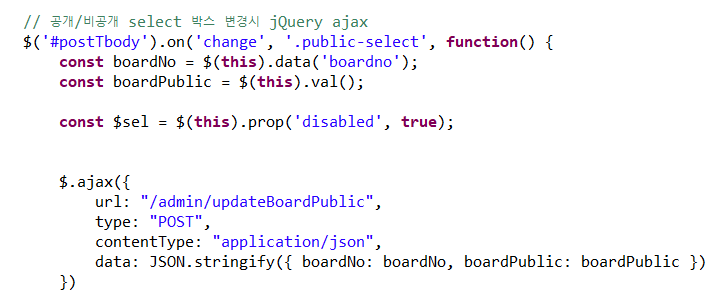 // 공개/비공개 select 박스 변경시 jQuery ajax
$('#postTbody').on('change', '.public-select', function() {
    const boardNo = $(this).data('boardno');
    const boardPublic = $(this).val();
    const $sel = $(this).prop('disabled', true);
    $.ajax({
        url: "/admin/updateBoardPublic",
        type: "POST",
        contentType: "application/json",
        data: JSON.stringify({ boardNo: boardNo, boardPublic: boardPublic })
    })